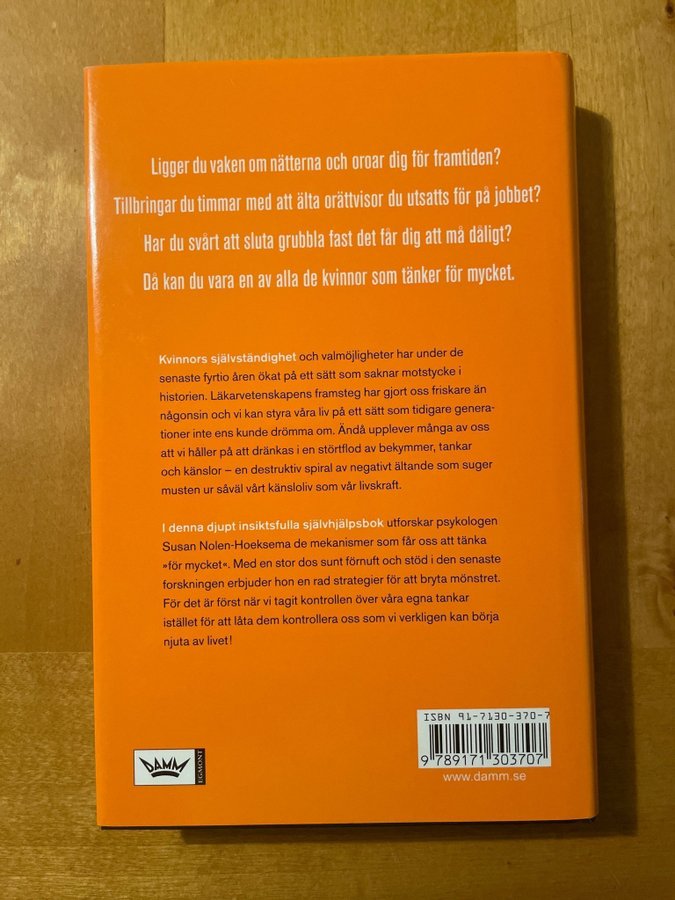 Ligger du vaken om nätterna och oroar dig för framtiden?
Tillbringar du timmar med att älta orättvisor du utsatts för på jobbet?
Har du svårt att sluta grubbla fast det får dig att må dåligt?
Då kan du vara en av alla de kvinnor som tänker för mycket.
Kvinnors självständighet och valmöjligheter har under de
senaste fyrtio åren ökat på ett sätt som saknar motstycke i
historien. Läkarvetenskapens framsteg har gjort oss friskare än
någonsin och vi kan styra våra liv på ett sätt som tidigare genera-
tioner inte ens kunde drömma om. Ändå upplever många av oss
att vi håller på att dränkas i en störtflod av bekymmer, tankar
och känslor – en destruktiv spiral av negativt ältande som suger
musten ur såväl vårt känsloliv som vår livskraft.
I denna djupt insiktsfulla självhjälpsbok utforskar psykologen
Susan Nolen-Hoeksema de mekanismer som får oss att tänka
»för mycket«. Med en stor dos sunt förnuft och stöd i den senaste
forskningen erbjuder hon en rad strategier för att bryta mönstret.
För det är först när vi tagit kontrollen över våra egna tankar
istället för att låta dem kontrollera oss som vi verkligen kan börja
njuta av livet!
ISBN 91-7130-370-7
9 789171 303707
www.damm.se
DAMM
EGMONT